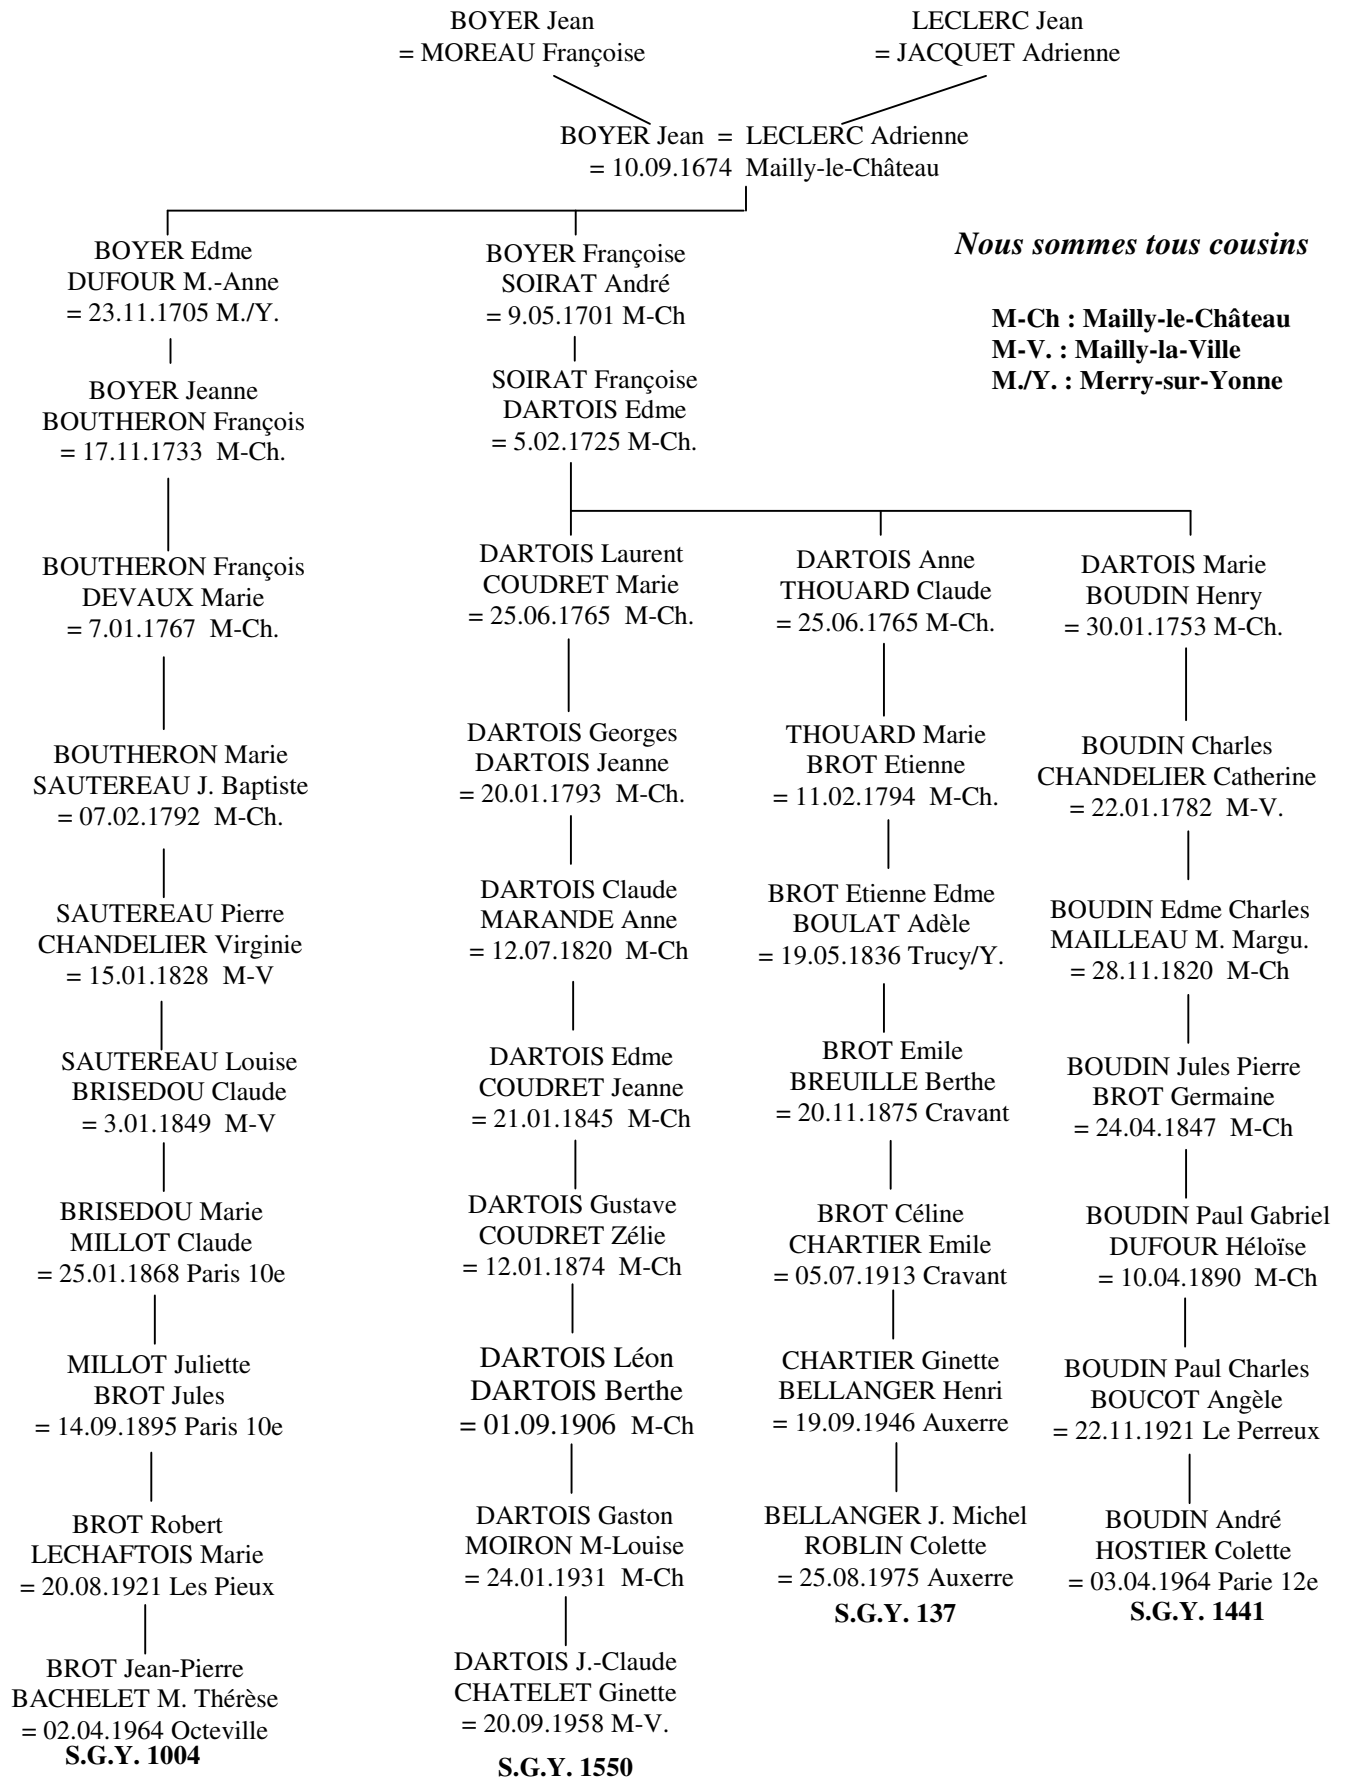 BOYER Jean
= MOREAU Françoise
LECLERC Jean
= JACQUET Adrienne
BOYER Jean = LECLERC Adrienne
= 10.09.1674 Mailly-le-Château
Nous sommes tous cousins
M-Ch : Mailly-le-Château
M-V. : Mailly-la-Ville
M./Y. : Merry-sur-Yonne
BOYER Edme
DUFOUR M.-Anne
= 23.11.1705 M./Y.
BOYER Jeanne
BOUTHERON François
= 17.11.1733 M-Ch.
BOUTHERON François
DEVAUX Marie
= 7.01.1767 M-Ch.
BOUTHERON Marie
SAUTEREAU J. Baptiste
= 07.02.1792 M-Ch.
SAUTEREAU Pierre
CHANDELIER Virginie
= 15.01.1828 M-V
SAUTEREAU Louise
BRISEDOU Claude
= 3.01.1849 M-V
BRISEDOU Marie
MILLOT Claude
= 25.01.1868 Paris 10e
MILLOT Juliette
BROT Jules
= 14.09.1895 Paris 10e
BROT Robert
LECHAFTOIS Marie
= 20.08.1921 Les Pieux
BROT Jean-Pierre
BACHELET M. Thérèse
= 02.04.1964 Octeville
S.G.Y. 1004
BOYER Françoise
SOIRAT André
= 9.05.1701 M-Ch
SOIRAT Françoise
DARTOIS Edme
= 5.02.1725 M-Ch.
DARTOIS Laurent
COUDRET Marie
= 25.06.1765 M-Ch.
DARTOIS Georges
DARTOIS Jeanne
= 20.01.1793 M-Ch.
DARTOIS Claude
MARANDE Anne
= 12.07.1820 M-Ch
DARTOIS Edme
COUDRET Jeanne
= 21.01.1845 M-Ch
DARTOIS Gustave
COUDRET Zélie
= 12.01.1874 M-Ch
DARTOIS Léon
DARTOIS Berthe
= 01.09.1906 M-Ch
DARTOIS Gaston
MOIRON M-Louise
= 24.01.1931 M-Ch
DARTOIS J.-Claude
CHATELET Ginette
= 20.09.1958 M-V.
S.G.Y. 1550
DARTOIS Anne
THOUARD Claude
= 25.06.1765 M-Ch.
THOUARD Marie
BROT Etienne
= 11.02.1794 M-Ch.
BROT Etienne Edme
BOULAT Adèle
= 19.05.1836 Trucy/Y.
BROT Emile
BREUILLE Berthe
= 20.11.1875 Cravant
BROT Céline
CHARTIER Emile
= 05.07.1913 Cravant
CHARTIER Ginette
BELLANGER Henri
= 19.09.1946 Auxerre
BELLANGER J. Michel
ROBLIN Colette
= 25.08.1975 Auxerre
S.G.Y. 137
DARTOIS Marie
BOUDIN Henry
= 30.01.1753 M-Ch.
BOUDIN Charles
CHANDELIER Catherine
= 22.01.1782 M-V.
BOUDIN Edme Charles
MAILLEAU M. Margu.
= 28.11.1820 M-Ch
BOUDIN Jules Pierre
BROT Germaine
= 24.04.1847 M-Ch
BOUDIN Paul Gabriel
DUFOUR Héloïse
= 10.04.1890 M-Ch
BOUDIN Paul Charles
BOUCOT Angèle
= 22.11.1921 Le Perreux
BOUDIN André
HOSTIER Colette
= 03.04.1964 Parie 12e
S.G.Y. 1441